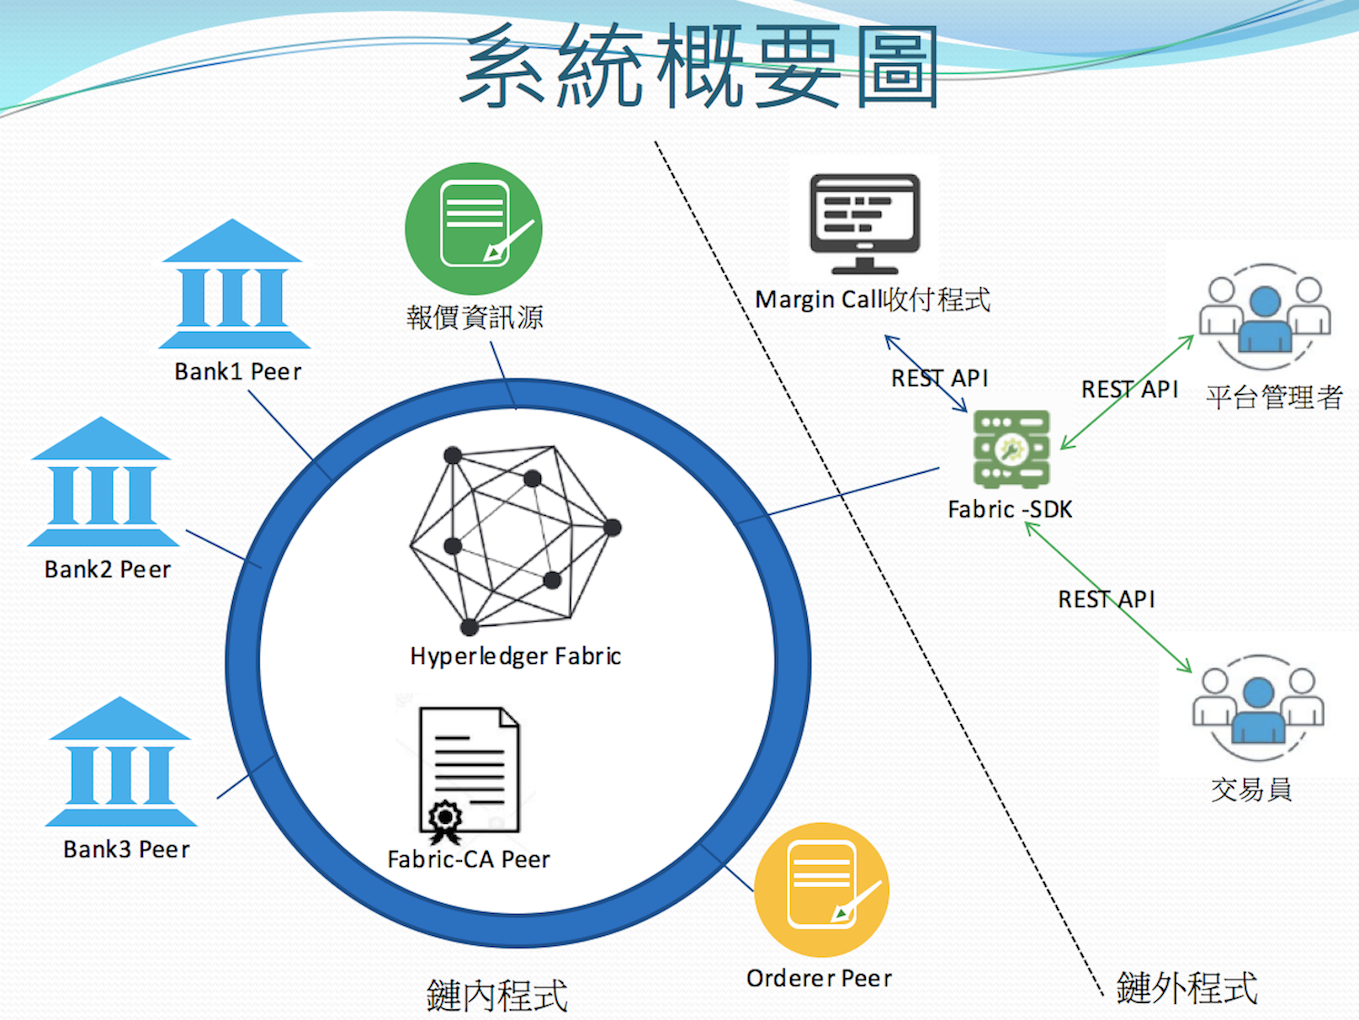 系統概要圖
報價資訊源
Bank1 Peer
Bank2 Peer
Bank3 Peer
Hyperledger Fabric
Fabric-CA Peer
Orderer Peer
鏈內程式
Margin Call收付程式
REST API
REST API
平台管理者
Fabric -SDK
REST API
交易員
鏈外程式